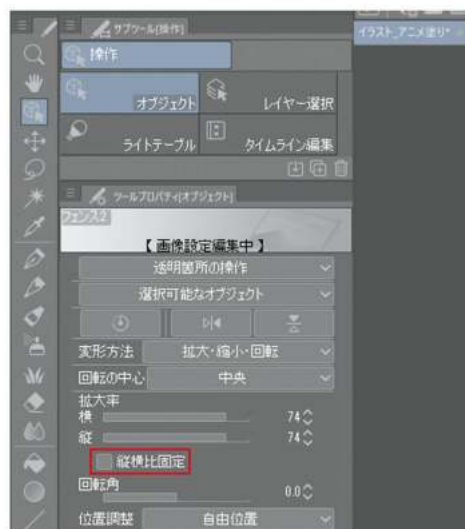 サブツール[操作]
イラスト_アニメ塗り*
操作
オブジェクト
レイヤー選択
ライトテーブル
タイムライン編集
ツールプロパティ[オブジェクト]
フェンス2
【 画像設定編集中 】
透明箇所の操作
選択可能なオブジェクト
変形方法 拡大・縮小・回転
回転の中心 中央
拡大率
横 74
縦 74
縦横比固定
回転角 0.0
位置調整 自由位置